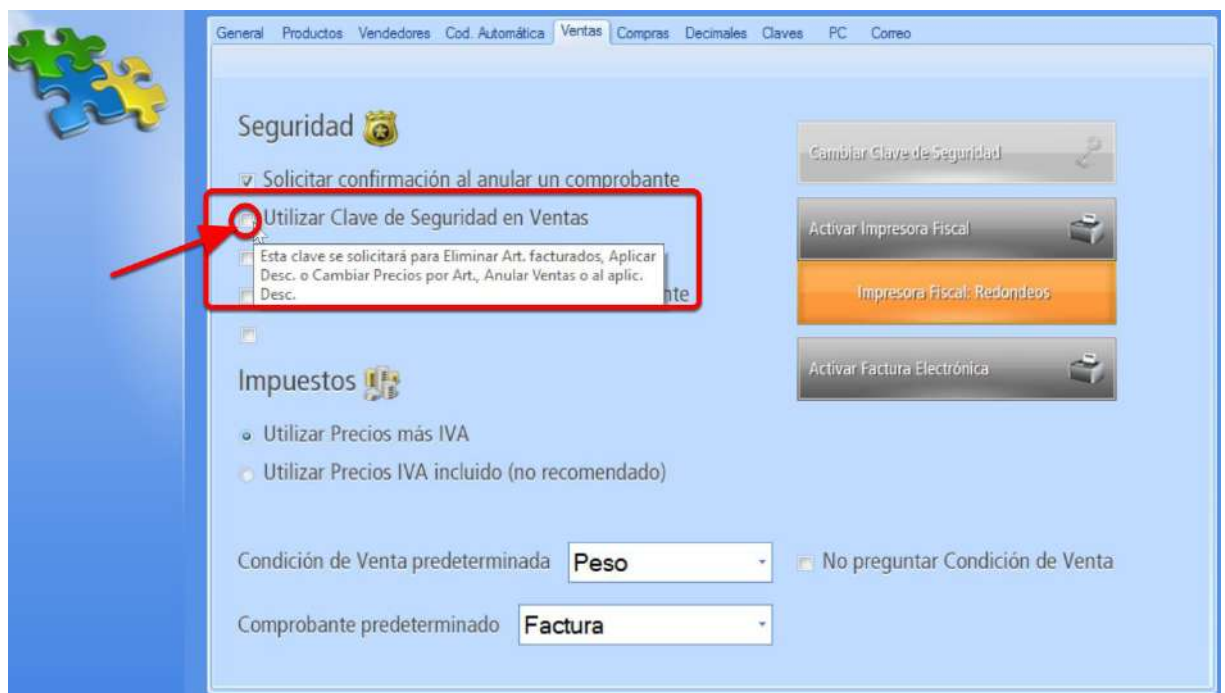 General Productos Vendedores Cod. Automática Ventas Compras Decimales Claves PC Correo
Seguridad
Solicitar confirmación al anular un comprobante
Utilizar Clave de Seguridad en Ventas
Esta clave se solicitará para Eliminar Art. facturados, Aplicar
Desc. o Cambiar Precios por Art., Anular Ventas o al aplic.
Desc.
nte
Cambiar Clave de Seguridad
Activar Impresora Fiscal
Impresora Fiscal: Redondeos
Activar Factura Electrónica
Impuestos
Utilizar Precios más IVA
Utilizar Precios IVA incluido (no recomendado)
Condición de Venta predeterminada Peso No preguntar Condición de Venta
Comprobante predeterminado Factura